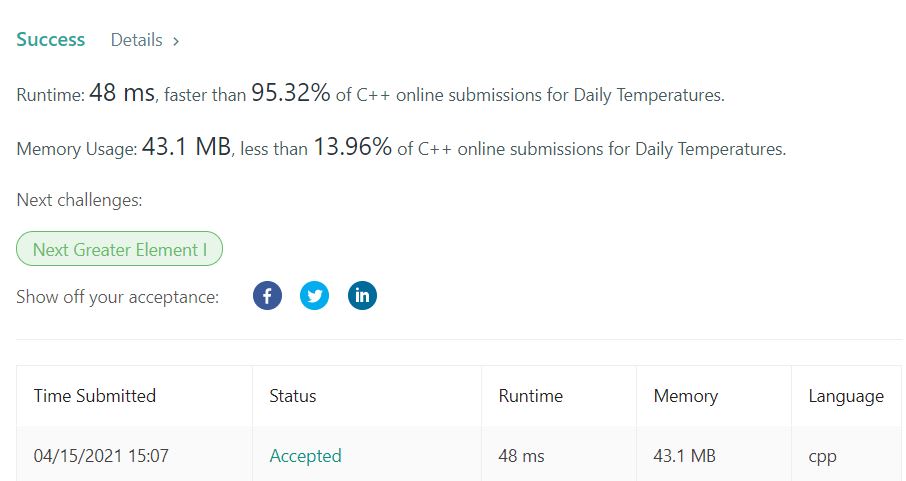 Success Details >
Runtime: 48 ms, faster than 95.32% of C++ online submissions for Daily Temperatures.
Memory Usage: 43.1 MB, less than 13.96% of C++ online submissions for Daily Temperatures.
Next challenges:
Next Greater Element I
Show off your acceptance: f in
Time Submitted Status Runtime Memory Language
04/15/2021 15:07 Accepted 48 ms 43.1 MB cpp